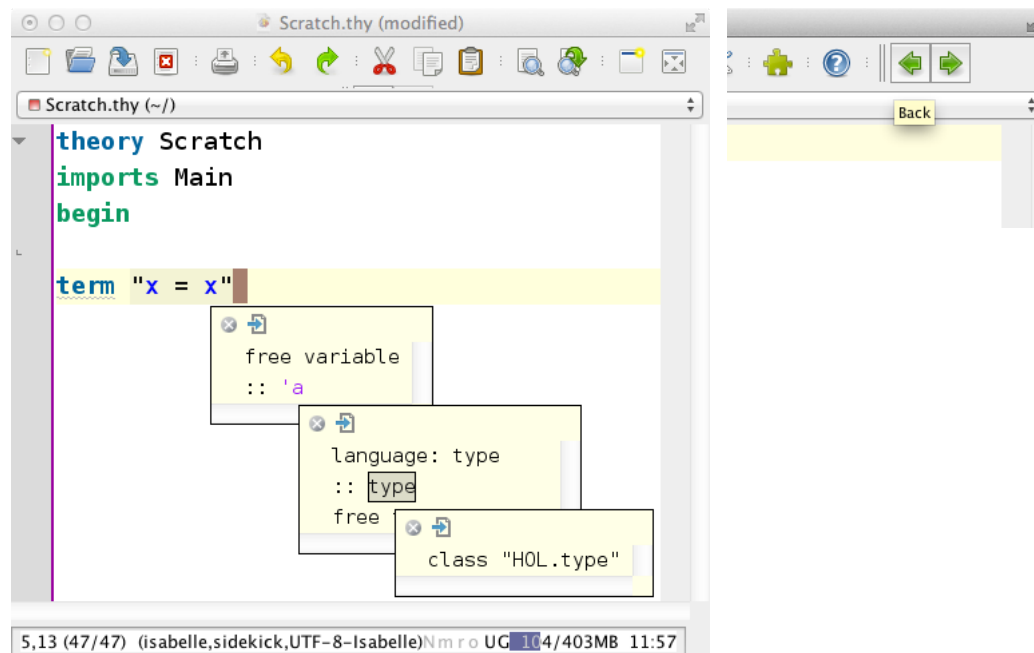 Scratch.thy (modified)
Scratch.thy (~/)
Back
theory Scratch
imports Main
begin
term "x = x"
free variable
:: 'a
language: type
:: type
free
class "HOL.type"
5,13 (47/47) (isabelle,sidekick,UTF-8-Isabelle)N m r o UG 104/403MB 11:57